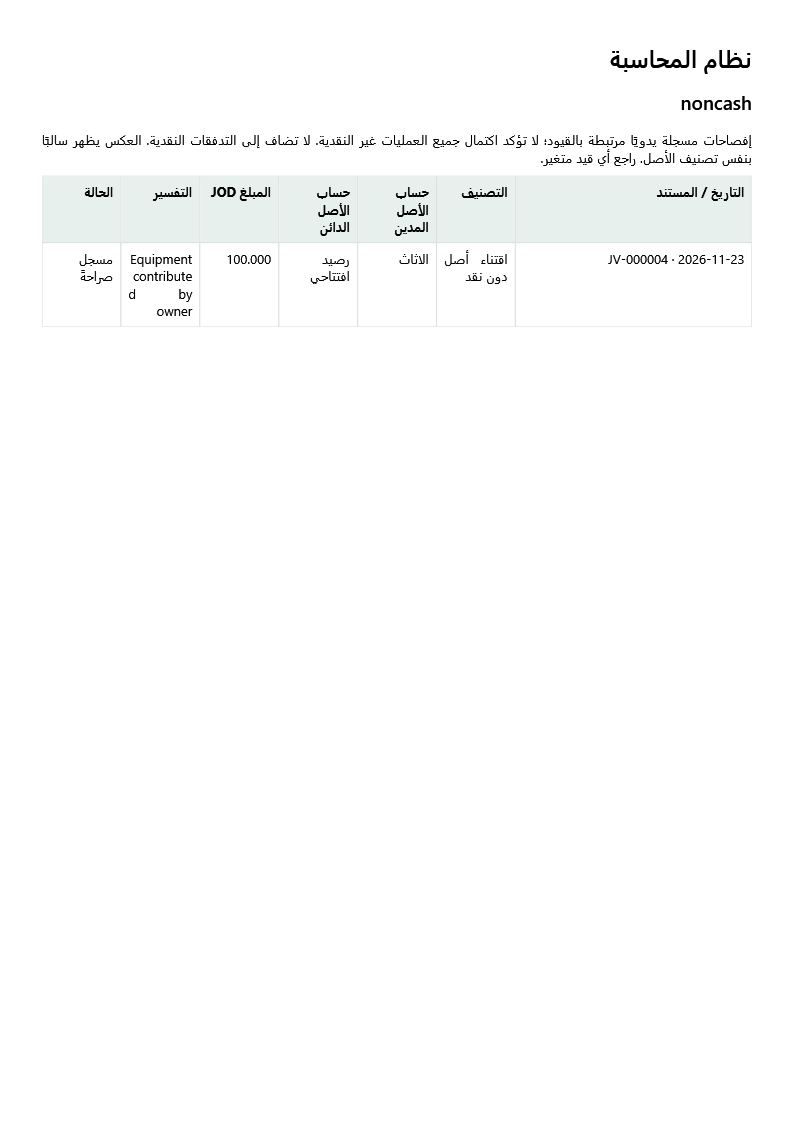 نظام المحاسبة
noncash
إفصاحات مسجلة يدويًا مرتبطة بالقيود؛ لا تؤكد اكتمال جميع العمليات غير النقدية. لا تضاف إلى التدفقات النقدية. العكس يظهر سالبًا
بنفس تصنيف الأصل. راجع أي قيد متغير.
التاريخ / المستند
التصنيف
حساب
الأصل
المدين
حساب
الأصل
الدائن
المبلغ JOD
التفسير
الحالة
JV-000004 · 2026-11-23
اقتناء أصل
دون نقد
الاثاث
رصيد
افتتاحي
100.000
Equipment
contribute
d by
owner
مسجل
صراحةً